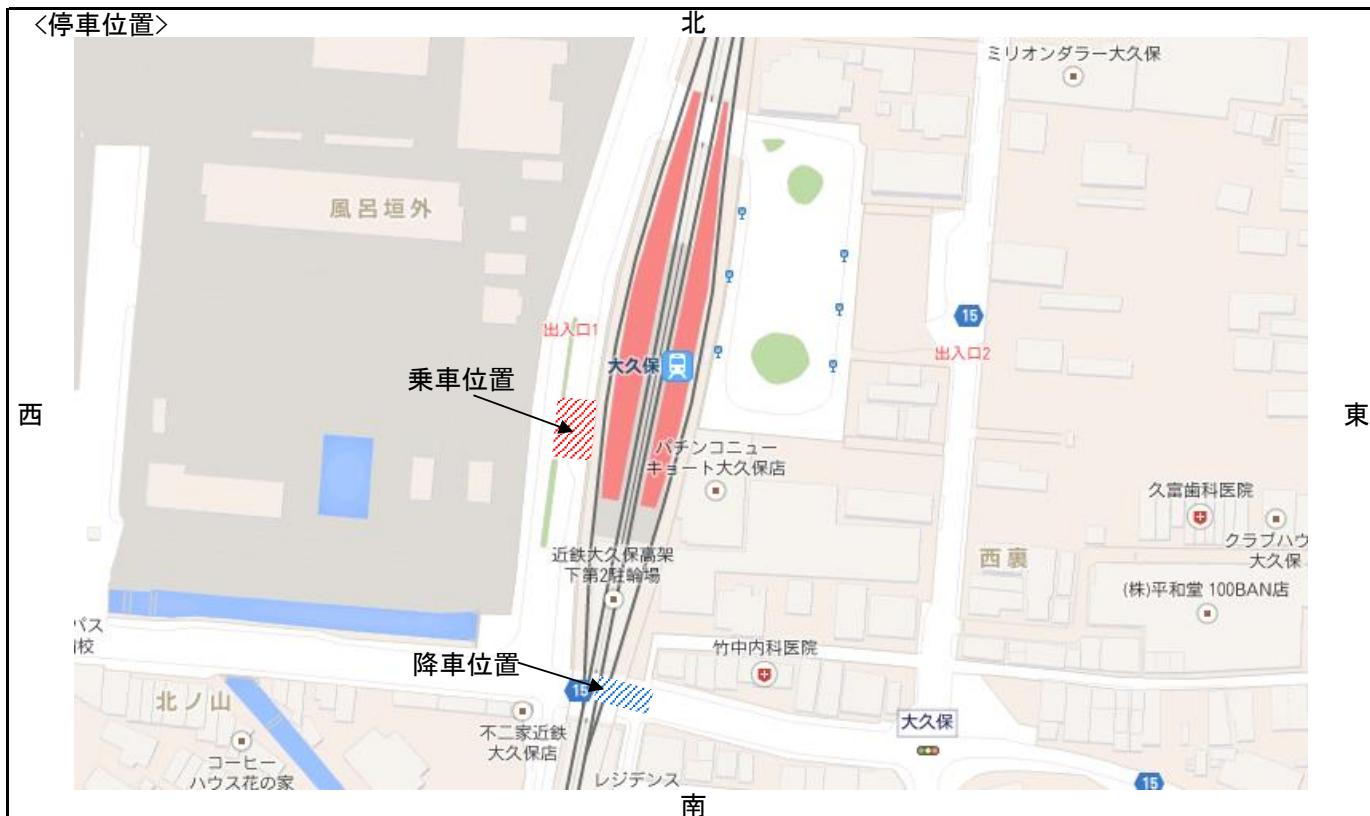 <停車位置>
北
ミリオンダラー大久保
風呂垣外
出入口1
15
大久保
出入口2
乗車位置
西
東
パチンコニュー
キョート大久保店
久富歯科医院
クラブハウ
大久保
近鉄大久保高架
下第2駐輪場
西裏
(株)平和堂 100BAN店
パス
校
竹中内科医院
降車位置
北ノ山
15
大久保
不二家近鉄
大久保店
コーヒー
ハウス花の家
レジデンス
15
南